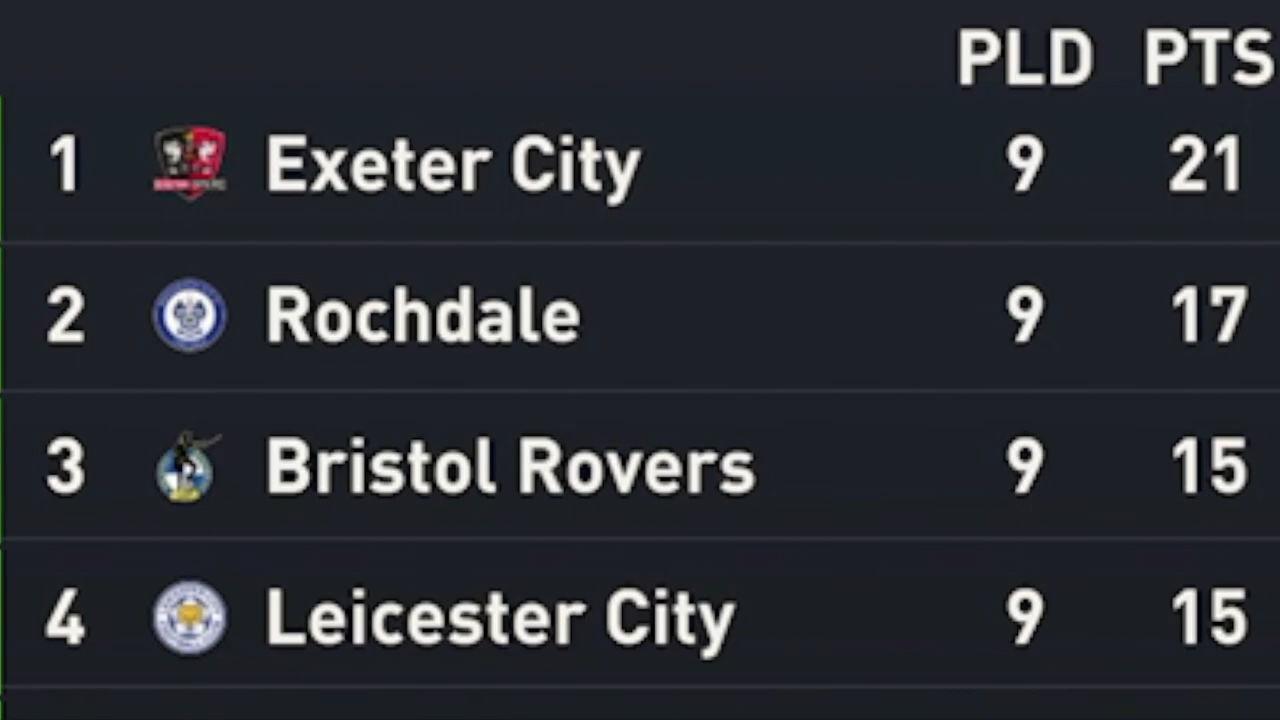 PLD PTS
1 Exeter City 9 21
2 Rochdale 9 17
3 Bristol Rovers 9 15
4 Leicester City 9 15